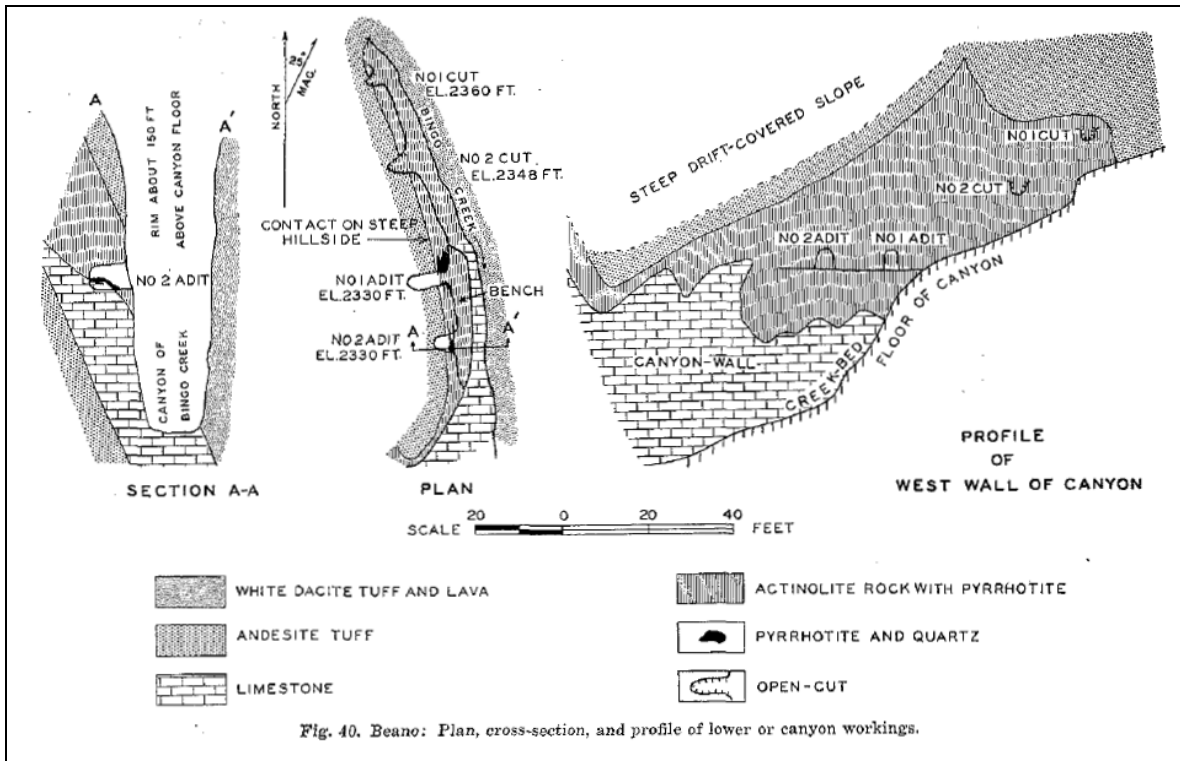 NORTH
25°
MAG.
A
A'
RIM ABOUT 150 FT
ABOVE CANYON FLOOR
NO 2 ADIT
CANYON OF
BINGO CREEK
SECTION A-A
NO 1 CUT
EL. 2360 FT.
BINGO CREEK
NO 2 CUT
EL. 2348 FT.
CONTACT ON STEEP
HILLSIDE
NO 1 ADIT
EL. 2330 FT.
BENCH
A
A'
NO 2 ADIT
EL. 2330 FT.
PLAN
STEEP DRIFT-COVERED SLOPE
NO 1 CUT
NO 2 CUT
NO 2 ADIT
NO 1 ADIT
CANYON-WALL
CREEK-BED
FLOOR OF CANYON
PROFILE
OF
WEST WALL OF CANYON
SCALE 20 0 20 40 FEET
WHITE DACITE TUFF AND LAVA
ANDESITE TUFF
LIMESTONE
ACTINOLITE ROCK WITH PYRRHOTITE
PYRRHOTITE AND QUARTZ
OPEN-CUT
Fig. 40. Beano: Plan, cross-section, and profile of lower or canyon workings.